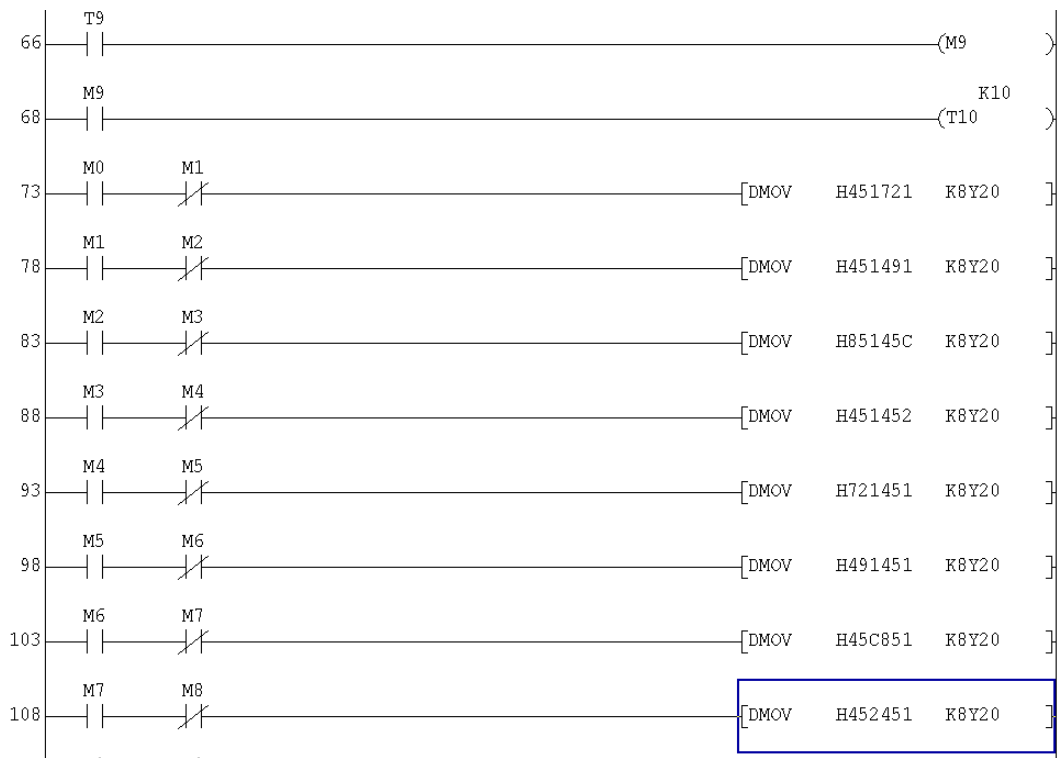 T9
66 (M9 )
M9 K10
68 (T10 )
M0 M1
73 [DMOV H451721 K8Y20 ]
M1 M2
78 [DMOV H451491 K8Y20 ]
M2 M3
83 [DMOV H85145C K8Y20 ]
M3 M4
88 [DMOV H451452 K8Y20 ]
M4 M5
93 [DMOV H721451 K8Y20 ]
M5 M6
98 [DMOV H491451 K8Y20 ]
M6 M7
103 [DMOV H45C851 K8Y20 ]
M7 M8
108 [DMOV H452451 K8Y20 ]